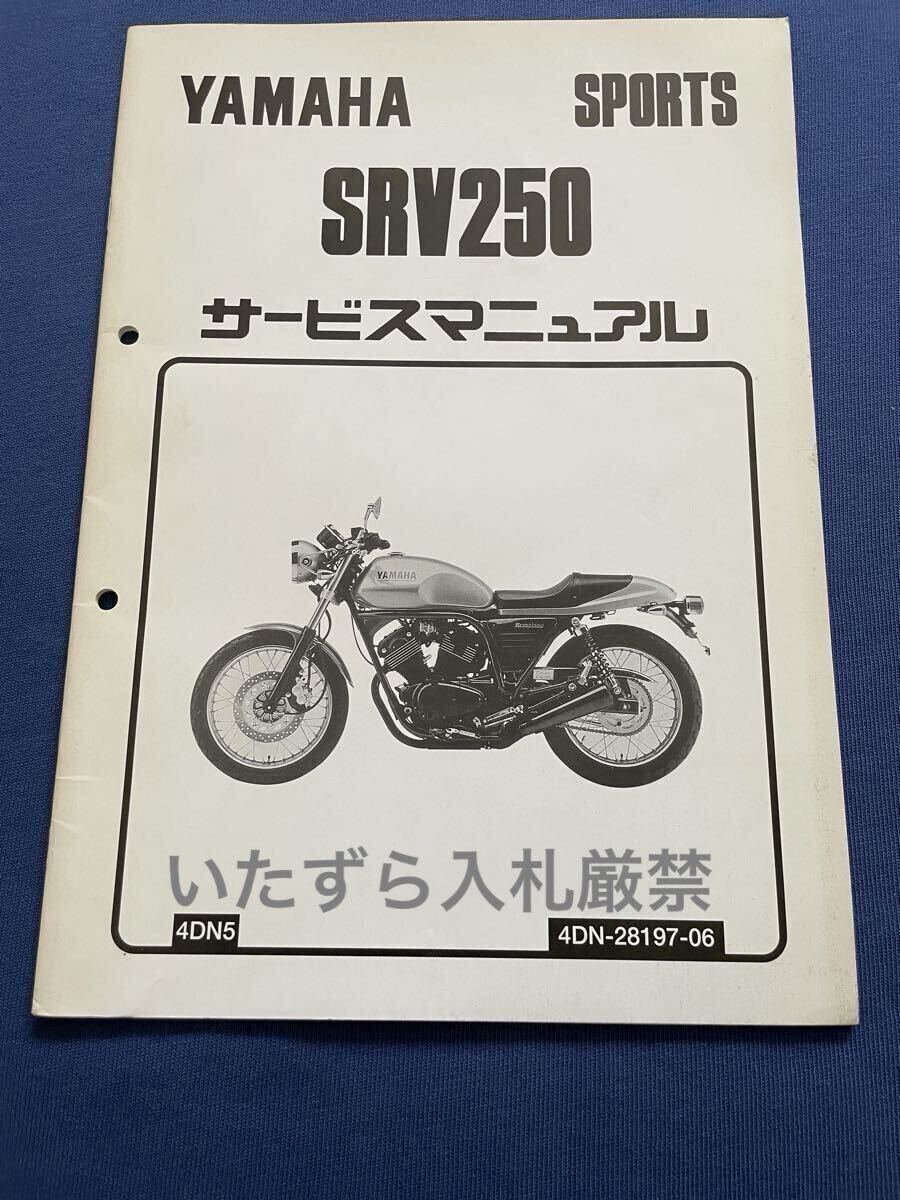 YAMAHA SPORTS
SRV250
サービスマニュアル
YAMAHA
いたずら入札厳禁
4DN5 4DN-28197-06